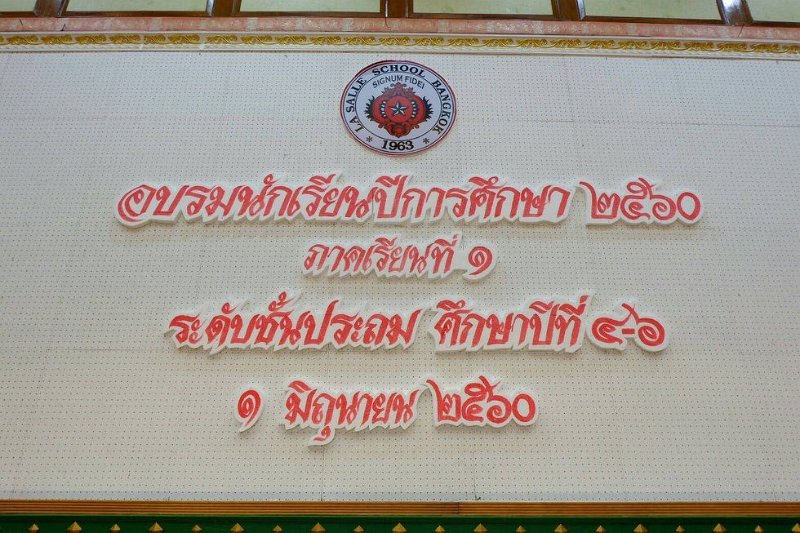 LA SALLE SCHOOL BANGKOK
SIGNUM FIDEI
1963
อบรมนักเรียนปีการศึกษา ๒๕๖๐
ภาคเรียนที่ ๑
ระดับชั้นประถม ศึกษาปีที่ ๔-๖
๑ มิถุนายน ๒๕๖๐